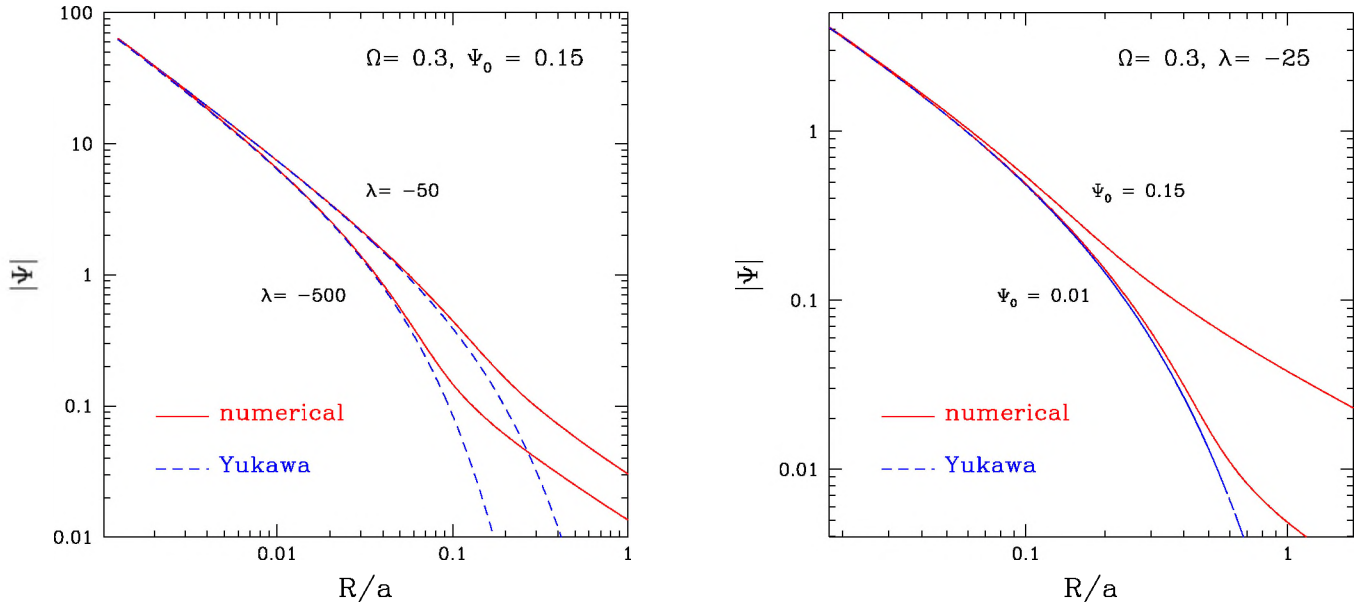 Ω= 0.3, Ψ₀ = 0.15
100
10
1
0.1
0.01
|Ψ|
λ= −50
λ= −500
numerical
Yukawa
0.01 0.1 1
R/a
Ω= 0.3, λ= −25
1
0.1
0.01
|Ψ|
Ψ₀ = 0.15
Ψ₀ = 0.01
numerical
Yukawa
0.1 1
R/a